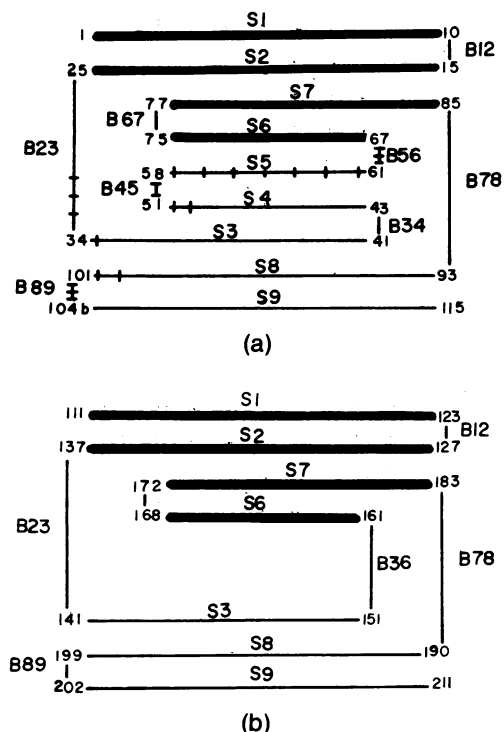 S1
1 10
B12
S2
25 15
S7
77 85
B67
S6
75 67
B23 B56
S5
58 61
B45 B78
S4
51 43
B34
S3
34 41
S8
101 93
B89
S9
104b 115
(a)
S1
111 123
B12
S2
137 127
S7
172 183
S6
168 161
B23 B36 B78
S3
141 151
S8
199 190
B89
S9
202 211
(b)